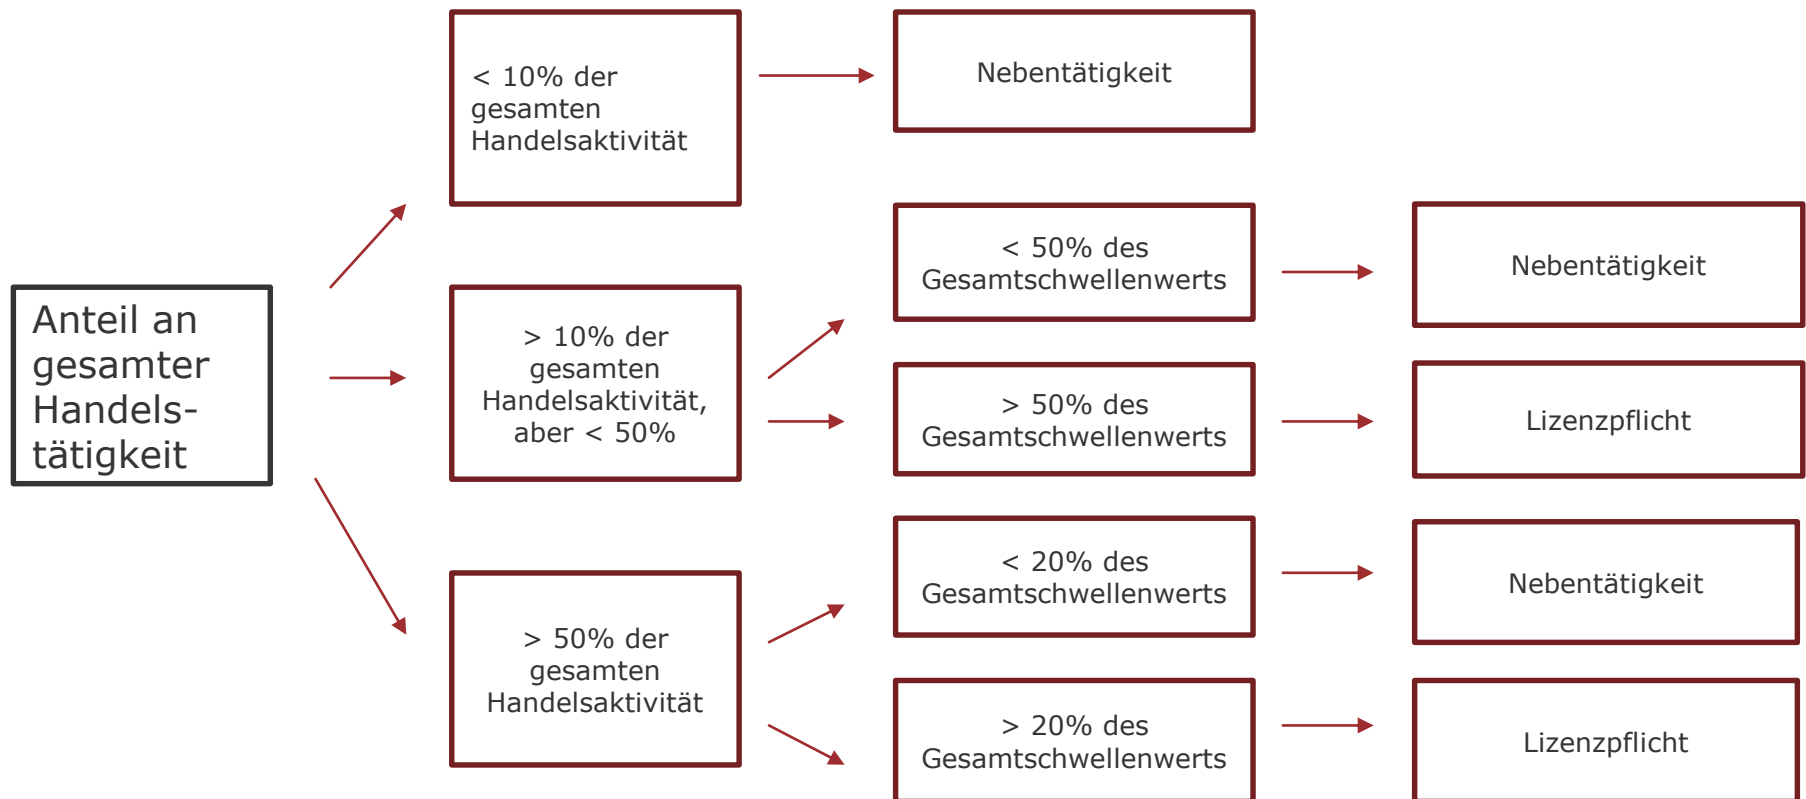 Anteil an
gesamter
Handels-
tätigkeit
< 10% der
gesamten
Handelsaktivität
Nebentätigkeit
> 10% der
gesamten
Handelsaktivität,
aber < 50%
< 50% des
Gesamtschwellenwerts
Nebentätigkeit
> 50% des
Gesamtschwellenwerts
Lizenzpflicht
> 50% der
gesamten
Handelsaktivität
< 20% des
Gesamtschwellenwerts
Nebentätigkeit
> 20% des
Gesamtschwellenwerts
Lizenzpflicht